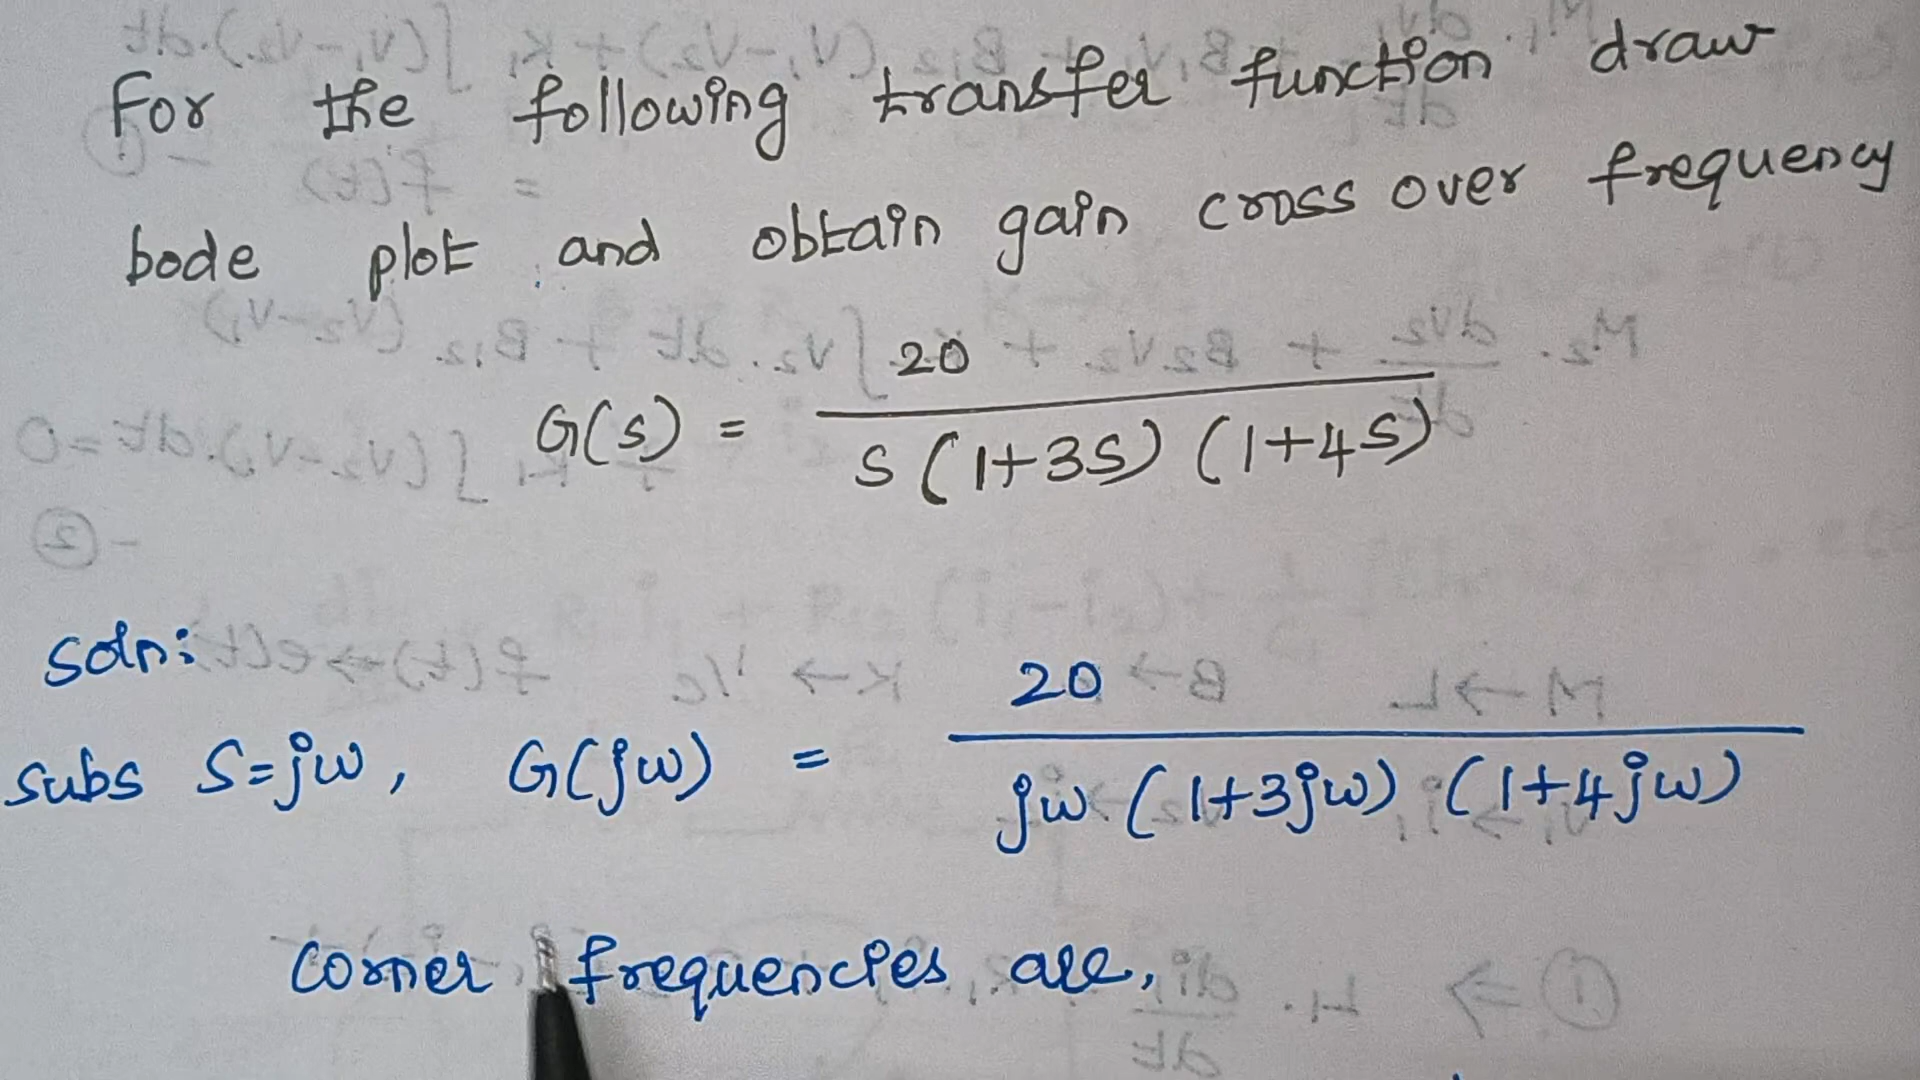 For the following transfer function draw
bode plot and obtain gain cross over frequency
G(s) = 20 / s(1+3s)(1+4s)
soln:
subs s=jω, G(jω) = 20 / jω(1+3jω)(1+4jω)
Corner frequencies are,